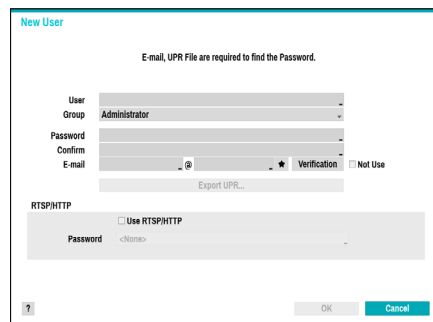 New User
E-mail, UPR File are required to find the Password.
User
Group Administrator
Password
Confirm
E-mail @ Verification Not Use
Export UPR...
RTSP/HTTP
Use RTSP/HTTP
Password <None>
? OK Cancel